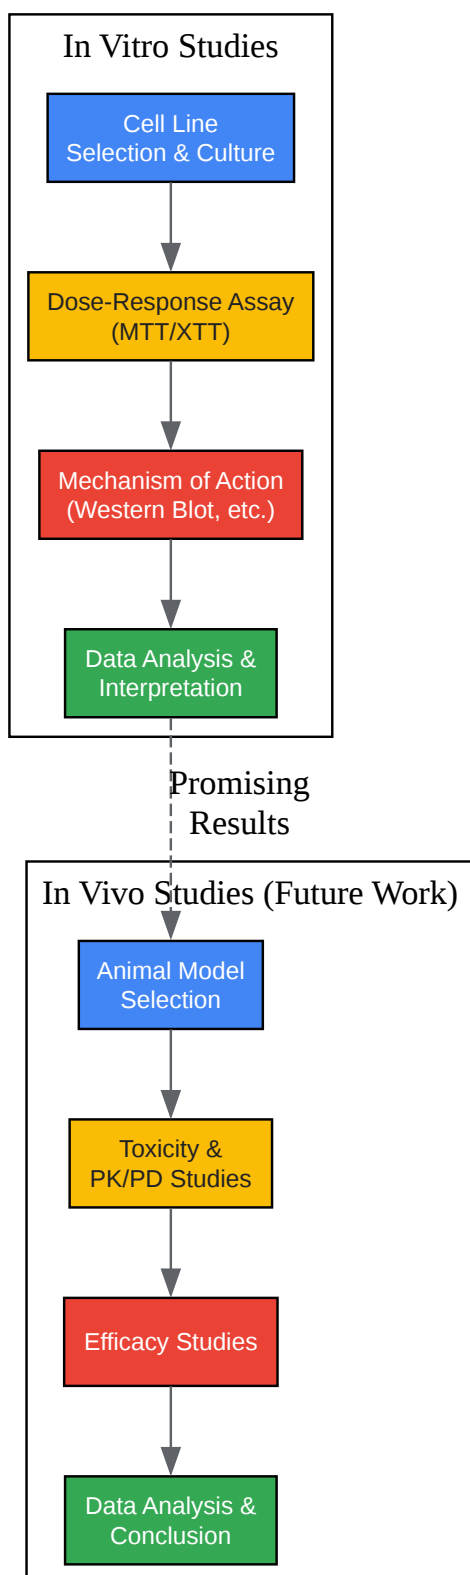 In Vitro Studies
Cell Line
Selection & Culture
Dose-Response Assay
(MTT/XTT)
Mechanism of Action
(Western Blot, etc.)
Data Analysis &
Interpretation
Promising
Results
In Vivo Studies (Future Work)
Animal Model
Selection
Toxicity &
PK/PD Studies
Efficacy Studies
Data Analysis &
Conclusion